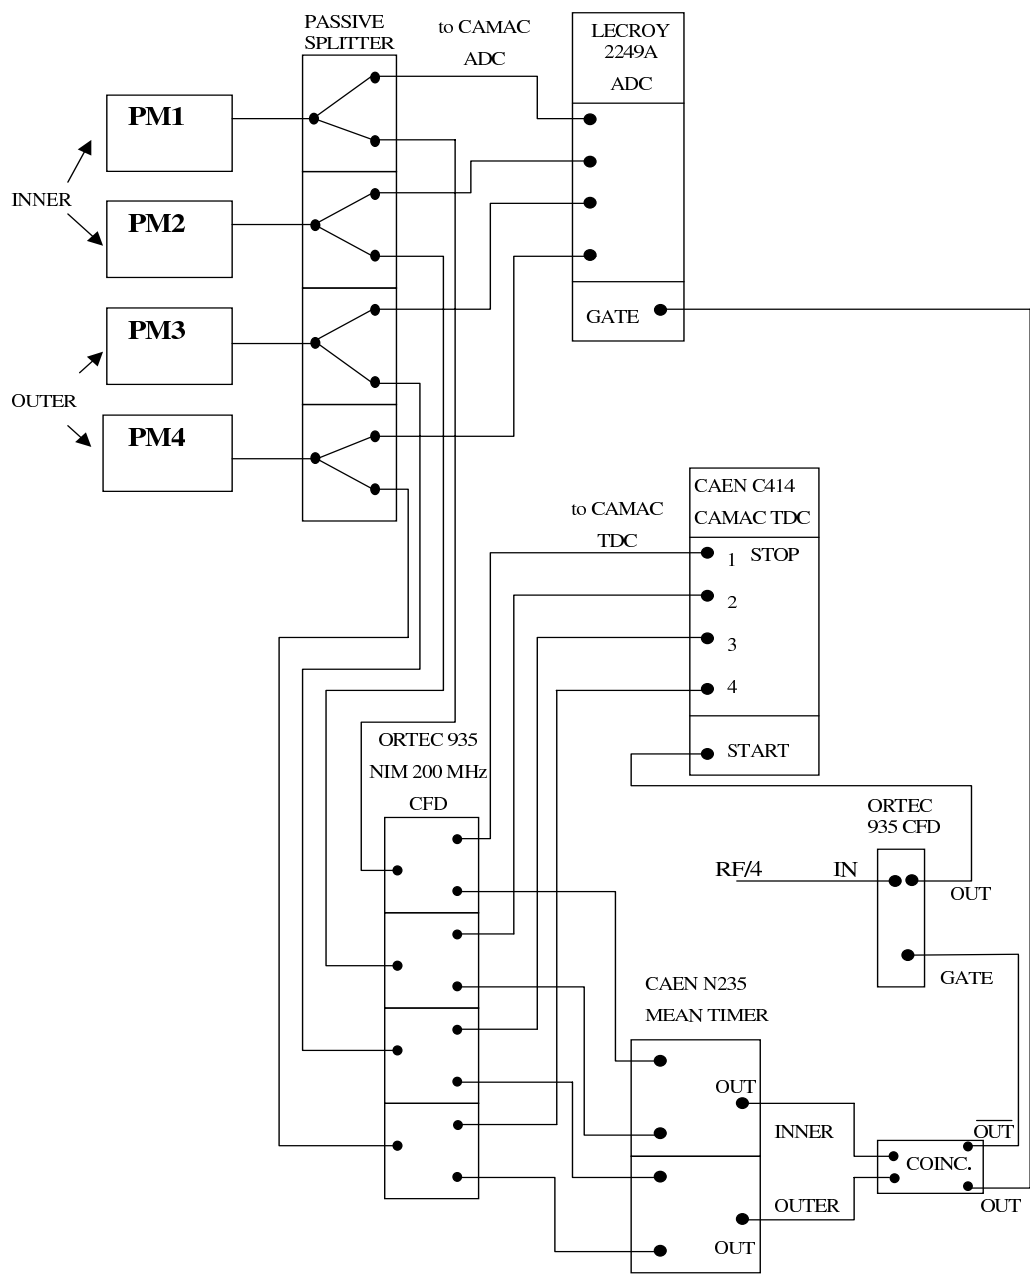 PASSIVE
SPLITTER
to CAMAC
ADC
LECROY
2249A
ADC
PM1
INNER
PM2
GATE
PM3
OUTER
PM4
CAEN C414
CAMAC TDC
to CAMAC
TDC
1 STOP
2
3
4
START
ORTEC 935
NIM 200 MHz
CFD
ORTEC
935 CFD
RF/4
IN
OUT
GATE
CAEN N235
MEAN TIMER
OUT
INNER
OUT
COINC.
OUTER
OUT
OUT